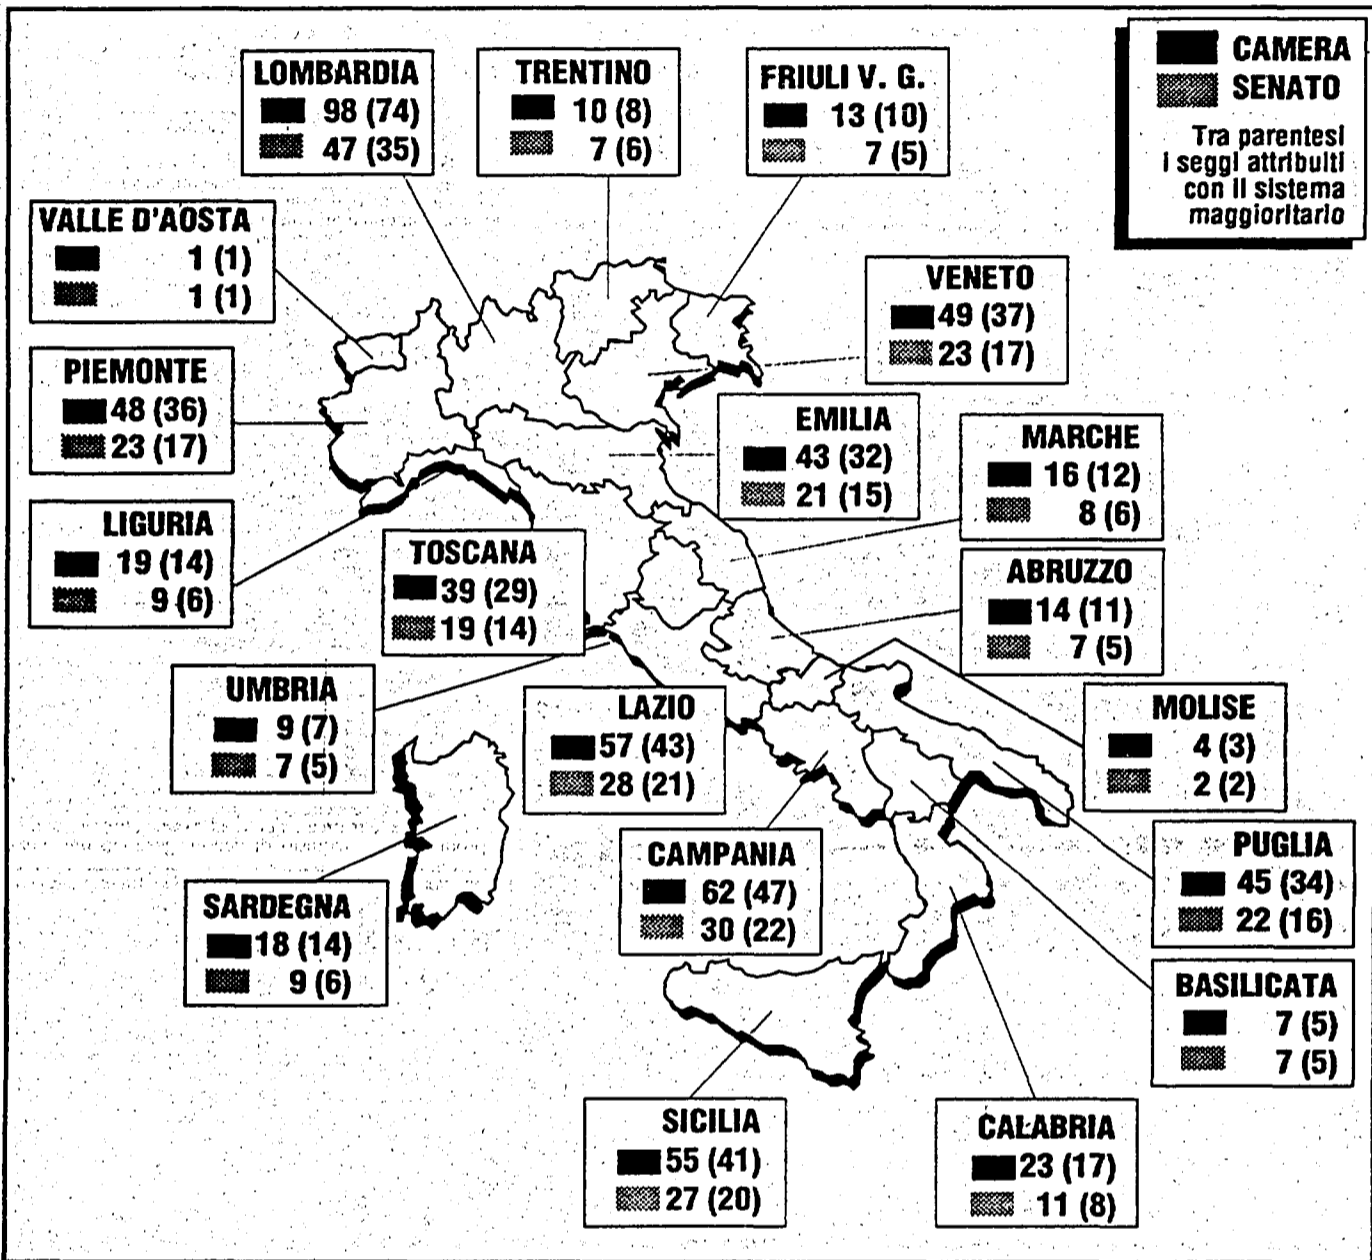 CAMERA
SENATO
Tra parentesi
i seggi attribuiti
con il sistema
maggioritario
LOMBARDIA
98 (74)
47 (35)
TRENTINO
10 (8)
7 (6)
FRIULI V. G.
13 (10)
7 (5)
VALLE D'AOSTA
1 (1)
1 (1)
VENETO
49 (37)
23 (17)
PIEMONTE
48 (36)
23 (17)
EMILIA
43 (32)
21 (15)
MARCHE
16 (12)
8 (6)
LIGURIA
19 (14)
9 (6)
TOSCANA
39 (29)
19 (14)
ABRUZZO
14 (11)
7 (5)
UMBRIA
9 (7)
7 (5)
LAZIO
57 (43)
28 (21)
MOLISE
4 (3)
2 (2)
CAMPANIA
62 (47)
30 (22)
PUGLIA
45 (34)
22 (16)
SARDEGNA
18 (14)
9 (6)
BASILICATA
7 (5)
7 (5)
SICILIA
55 (41)
27 (20)
CALABRIA
23 (17)
11 (8)